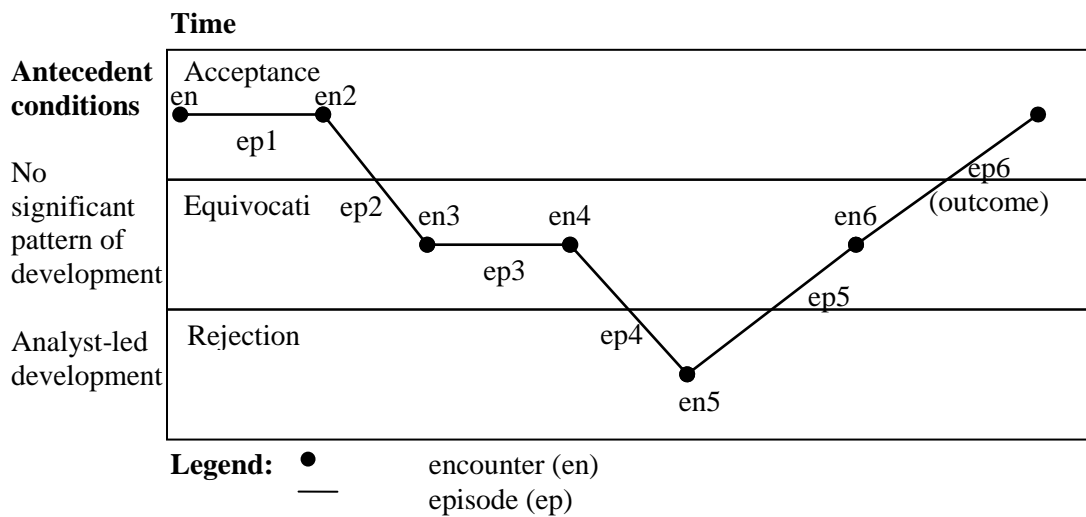 Time
Antecedent
conditions
Acceptance
en
en2
ep1
No
significant
pattern of
development
Equivocati
ep2
en3
en4
ep3
en6
ep6
(outcome)
ep5
Analyst-led
development
Rejection
ep4
en5
Legend:
encounter (en)
episode (ep)